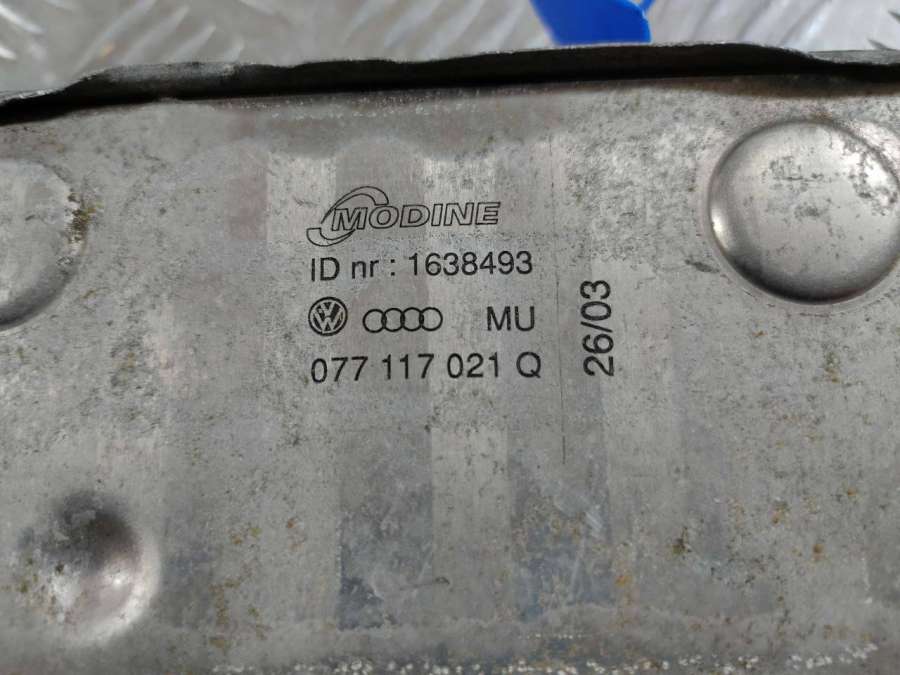 MODINE
ID nr : 1638493
MU
077 117 021 Q
26/03